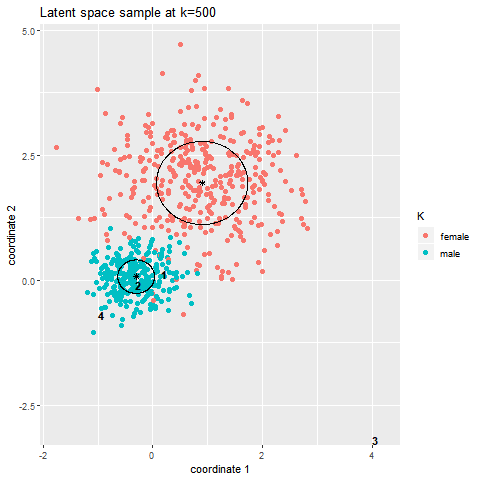 Latent space sample at k=500
5.0
2.5
0.0
-2.5
coordinate 2
1
2
4
3
-2
0
2
4
coordinate 1
K
female
male